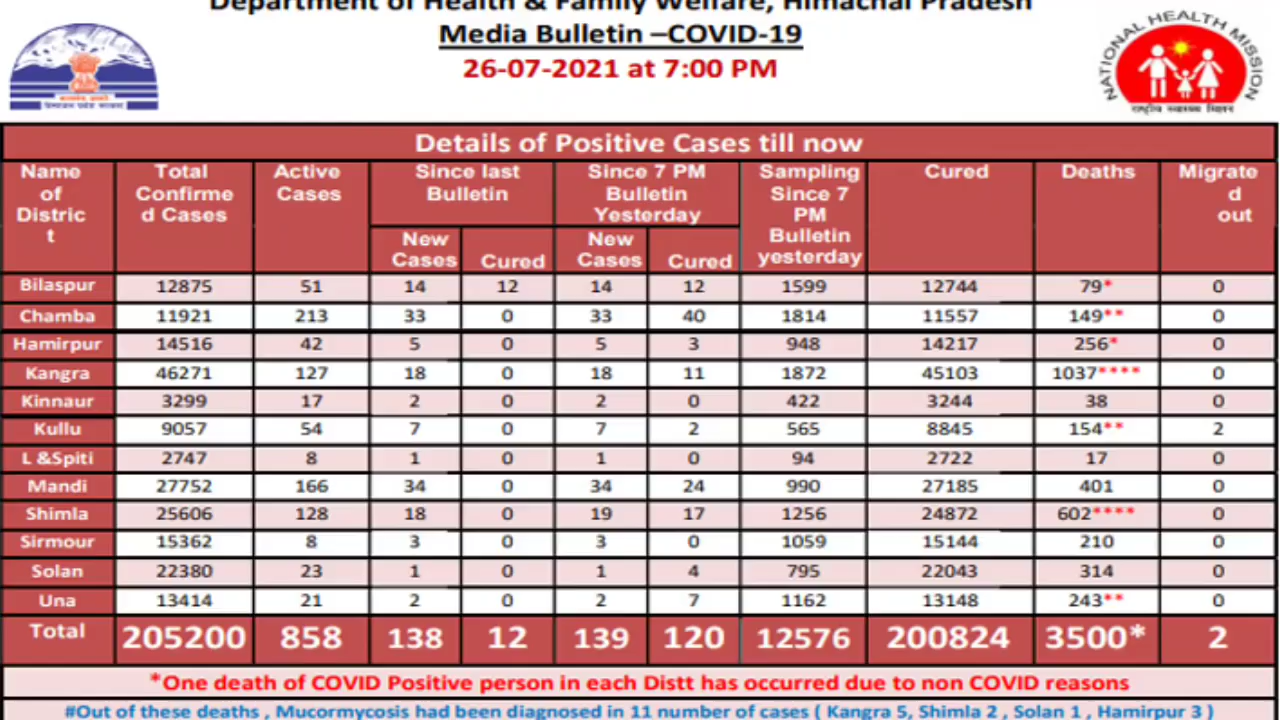 Department of Health & Family Welfare, Himachal Pradesh
Media Bulletin –COVID-19
26-07-2021 at 7:00 PM
NATIONAL HEALTH MISSION
राष्ट्रीय स्वास्थ्य मिशन
Details of Positive Cases till now
Name of Distric t Total Confirme d Cases Active Cases Since last Bulletin Since 7 PM Bulletin Yesterday Sampling Since 7 PM Bulletin yesterday Cured Deaths Migrate d out
New Cases Cured New Cases Cured
Bilaspur 12875 51 14 12 14 12 1599 12744 79* 0
Chamba 11921 213 33 0 33 40 1814 11557 149** 0
Hamirpur 14516 42 5 0 5 3 948 14217 256* 0
Kangra 46271 127 18 0 18 11 1872 45103 1037**** 0
Kinnaur 3299 17 2 0 2 0 422 3244 38 0
Kullu 9057 54 7 0 7 2 565 8845 154** 2
L &Spiti 2747 8 1 0 1 0 94 2722 17 0
Mandi 27752 166 34 0 34 24 990 27185 401 0
Shimla 25606 128 18 0 19 17 1256 24872 602**** 0
Sirmour 15362 8 3 0 3 0 1059 15144 210 0
Solan 22380 23 1 0 1 4 795 22043 314 0
Una 13414 21 2 0 2 7 1162 13148 243** 0
Total 205200 858 138 12 139 120 12576 200824 3500* 2
*One death of COVID Positive person in each Distt has occurred due to non COVID reasons
#Out of these deaths , Mucormycosis had been diagnosed in 11 number of cases ( Kangra 5, Shimla 2 , Solan 1 , Hamirpur 3 )